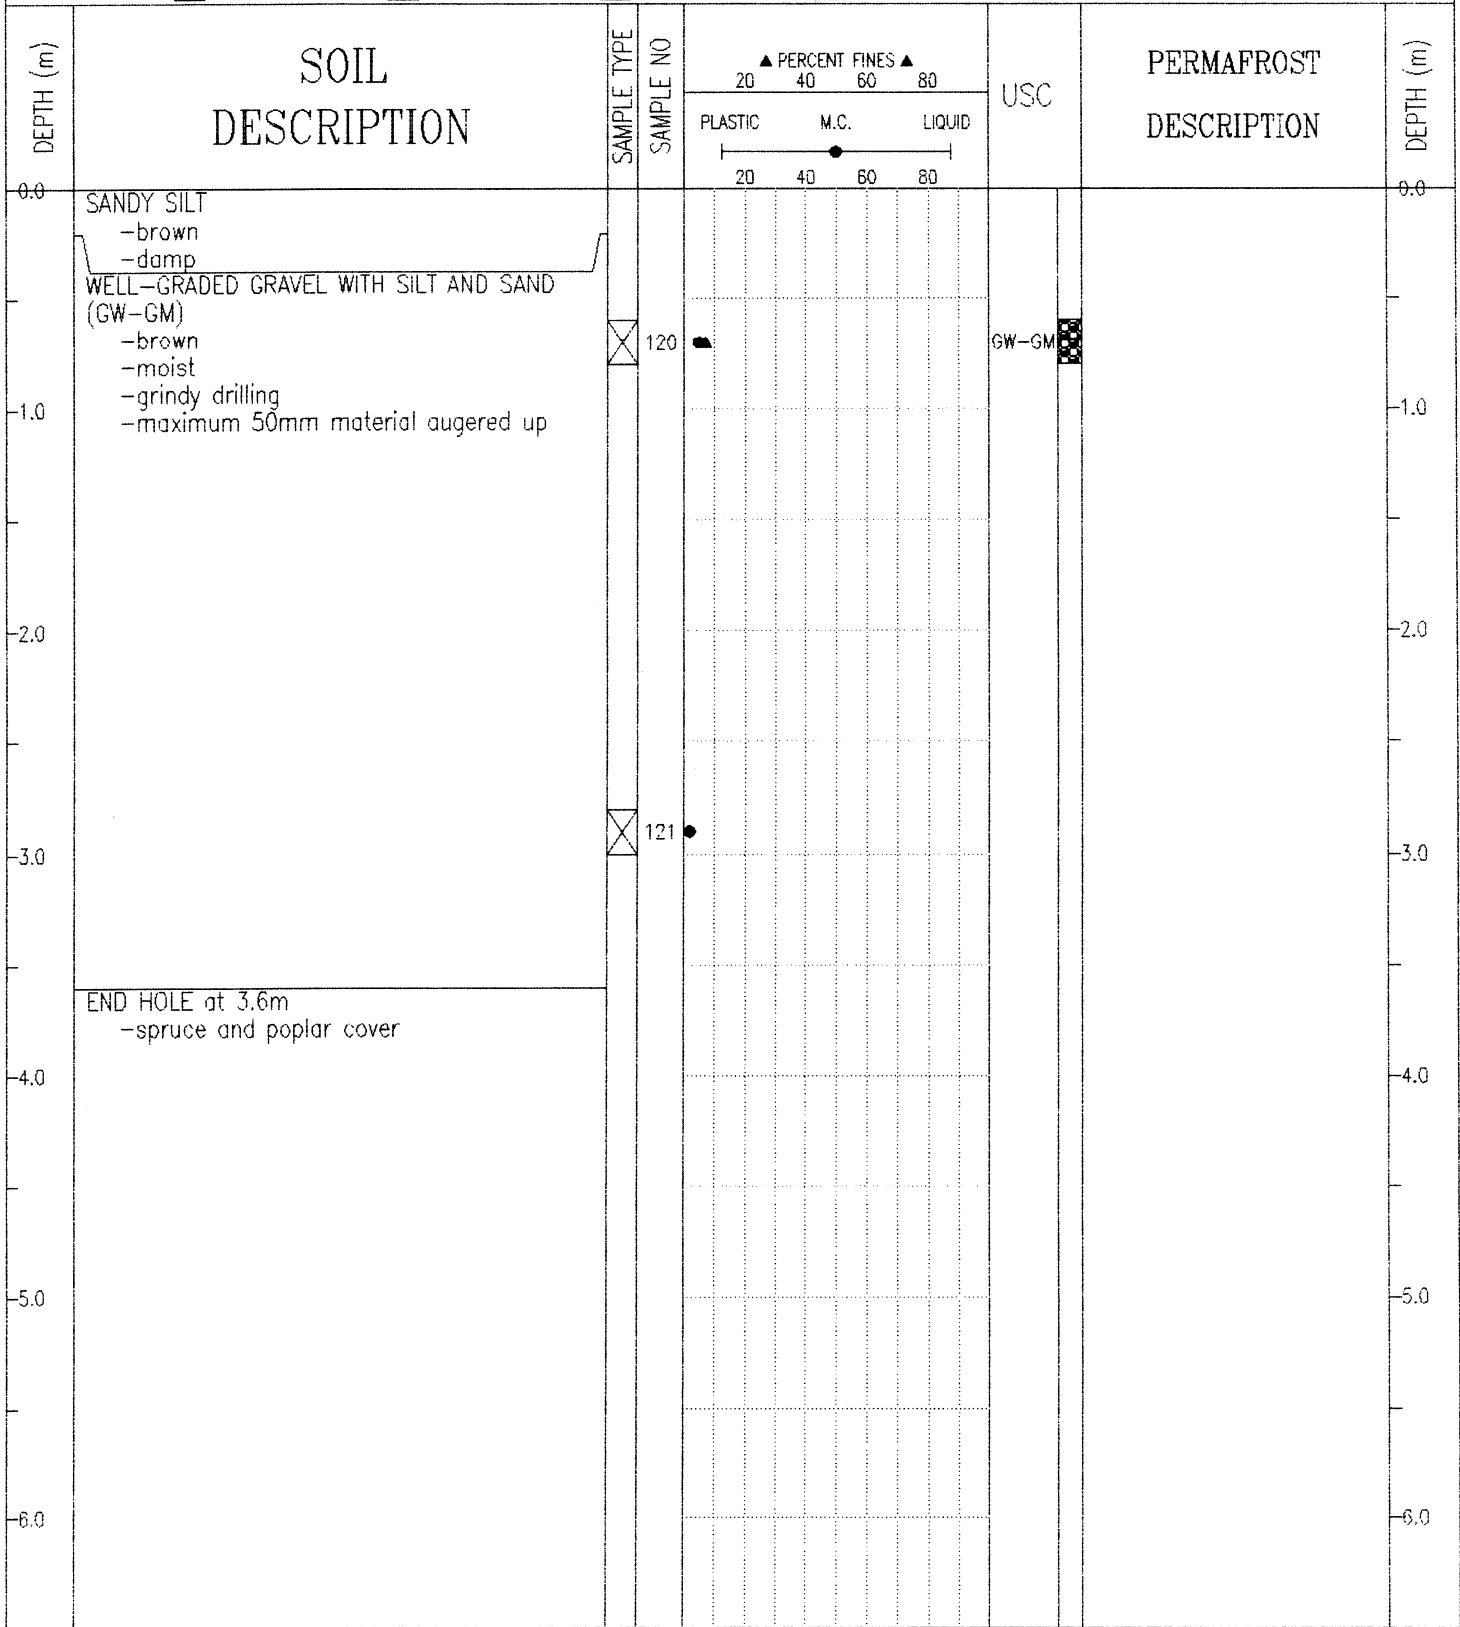 DEPTH (m)
SOIL
DESCRIPTION
SAMPLE TYPE
SAMPLE NO
▲ PERCENT FINES ▲
20 40 60 80
PLASTIC M.C. LIQUID
20 40 60 80
USC
PERMAFROST
DESCRIPTION
DEPTH (m)
0.0
0.0
SANDY SILT
-brown
-damp
WELL-GRADED GRAVEL WITH SILT AND SAND
(GW-GM)
-brown
120
GW-GM
-moist
-grindy drilling
1.0
1.0
-maximum 50mm material augered up
2.0
2.0
121
3.0
3.0
END HOLE at 3.6m
-spruce and poplar cover
4.0
4.0
5.0
5.0
6.0
6.0